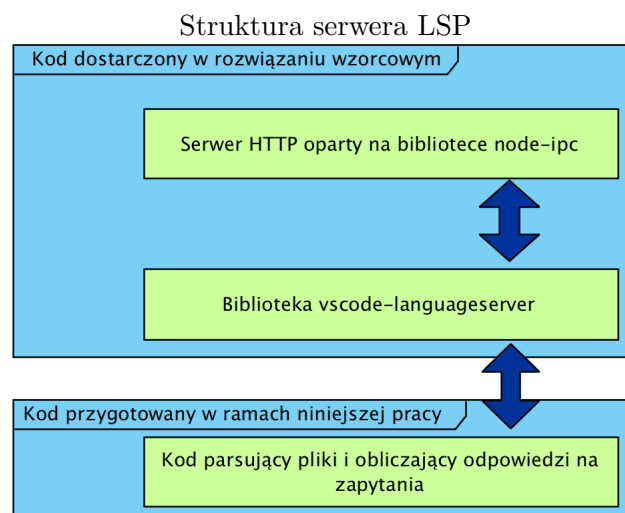 Struktura serwera LSP
Kod dostarczony w rozwiązaniu wzorcowym
Serwer HTTP oparty na bibliotece node-ipc
Biblioteka vscode-languageserver
Kod przygotowany w ramach niniejszej pracy
Kod parsujący pliki i obliczający odpowiedzi na
zapytania